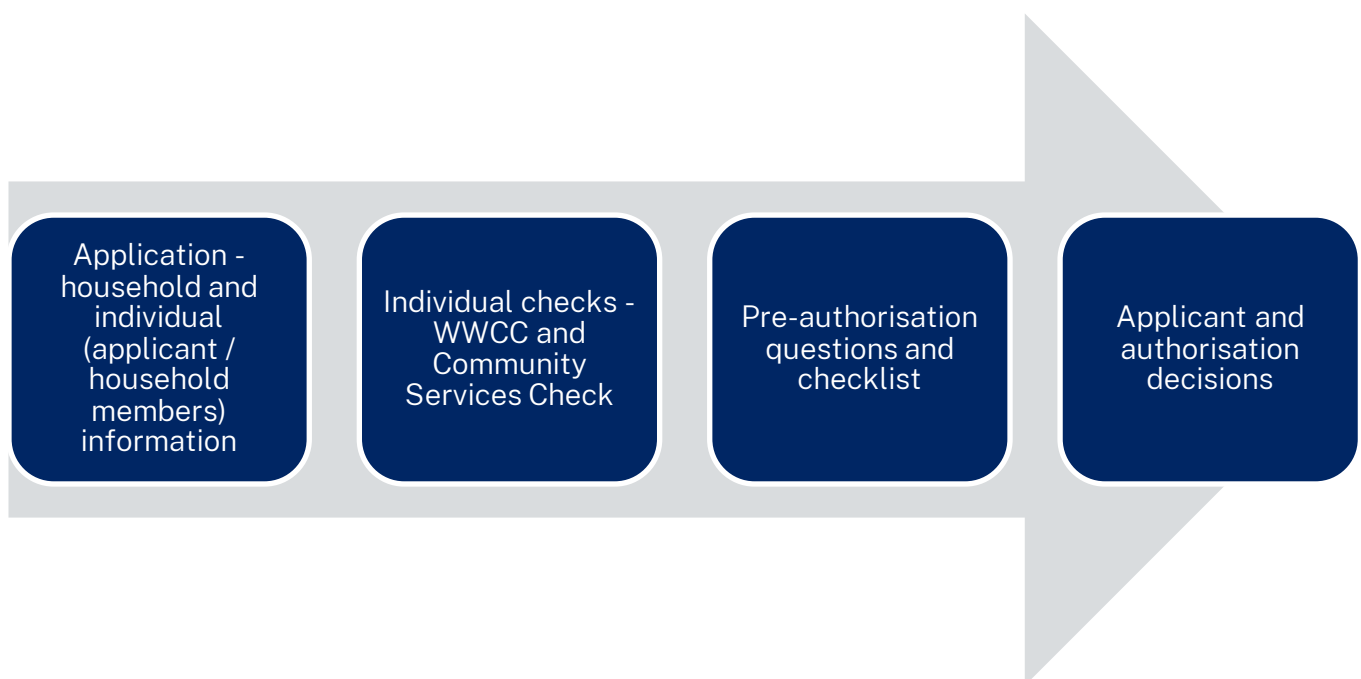 Application -
household and
individual
(applicant /
household
members)
information
Individual checks -
WWCC and
Community
Services Check
Pre-authorisation
questions and
checklist
Applicant and
authorisation
decisions